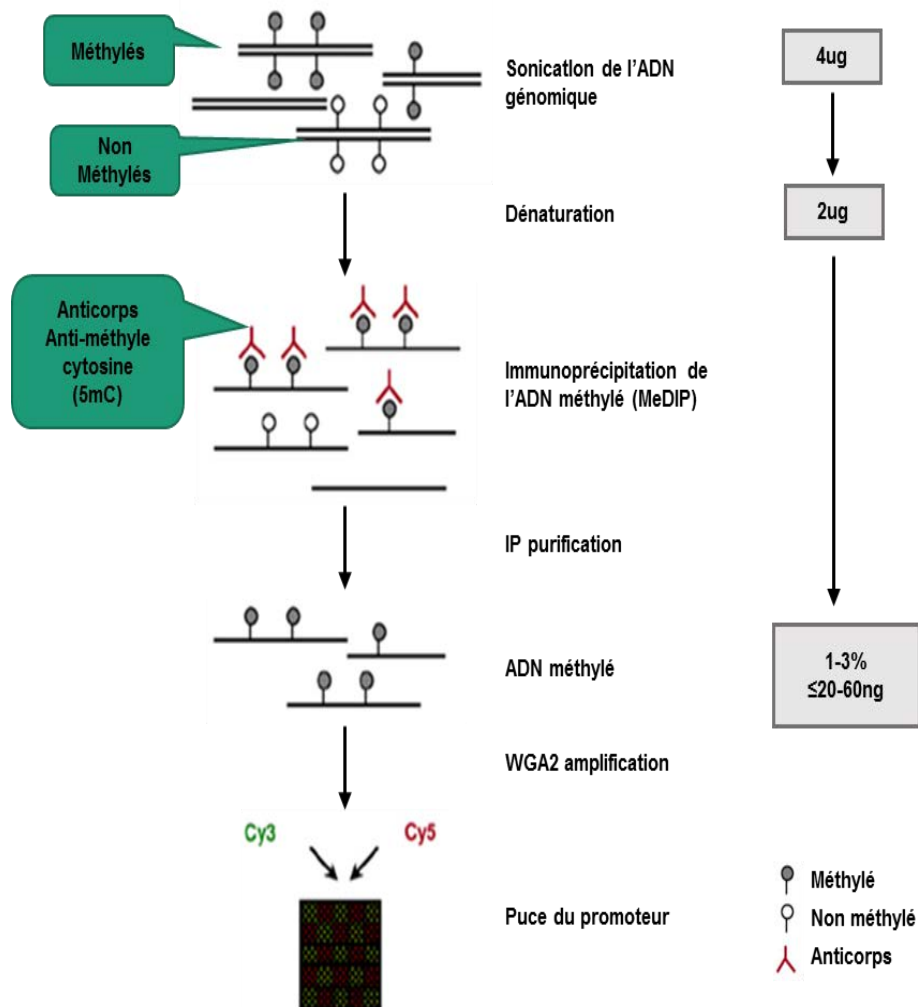 Méthylés
Sonication de l'ADN
génomique
4ug
Non
Méthylés
Dénaturation
2ug
Anticorps
Anti-méthyle
cytosine
(5mC)
Immunoprécipitation de
l'ADN méthylé (MeDIP)
IP purification
ADN méthylé
1-3%
≤20-60ng
WGA2 amplification
Cy3
Cy5
Puce du promoteur
Méthylé
Non méthylé
Anticorps